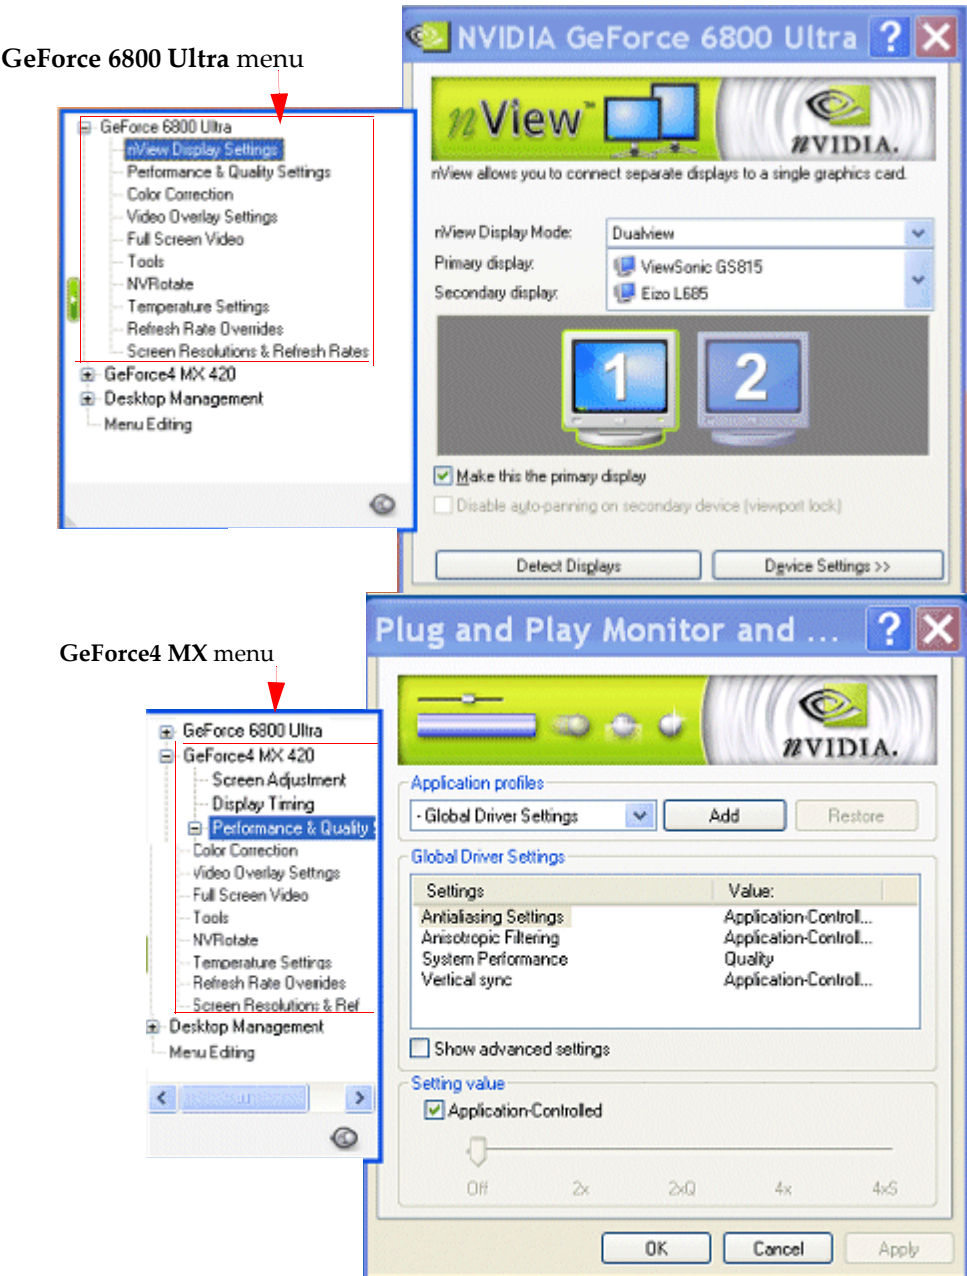 GeForce 6800 Ultra menu
GeForce 6800 Ultra
nView Display Settings
Performance & Quality Settings
Color Correction
Video Overlay Settings
Full Screen Video
Tools
NVRotate
Temperature Settings
Refresh Rate Overrides
Screen Resolutions & Refresh Rates
GeForce4 MX 420
Desktop Management
Menu Editing
NVIDIA GeForce 6800 Ultra
nView™
nVIDIA.
nView allows you to connect separate displays to a single graphics card.
nView Display Mode: Dualview
Primary display: ViewSonic GS815
Secondary display: Eizo L685
1 2
Make this the primary display
Disable auto-panning on secondary device (viewport lock)
Detect Displays Device Settings >>
GeForce4 MX menu
GeForce 6800 Ultra
GeForce4 MX 420
Screen Adjustment
Display Timing
Performance & Quality S
Color Correction
Video Overlay Settings
Full Screen Video
Tools
NVRotate
Temperature Settings
Refresh Rate Overrides
Screen Resolutions & Ref
Desktop Management
Menu Editing
Plug and Play Monitor and ...
nVIDIA.
Application profiles
- Global Driver Settings Add Restore
Global Driver Settings
Settings Value:
Antialiasing Settings Application-Controll...
Anisotropic Filtering Application-Controll...
System Performance Quality
Vertical sync Application-Controll...
Show advanced settings
Setting value
Application-Controlled
Off 2x 2xQ 4x 4xS
OK Cancel Apply